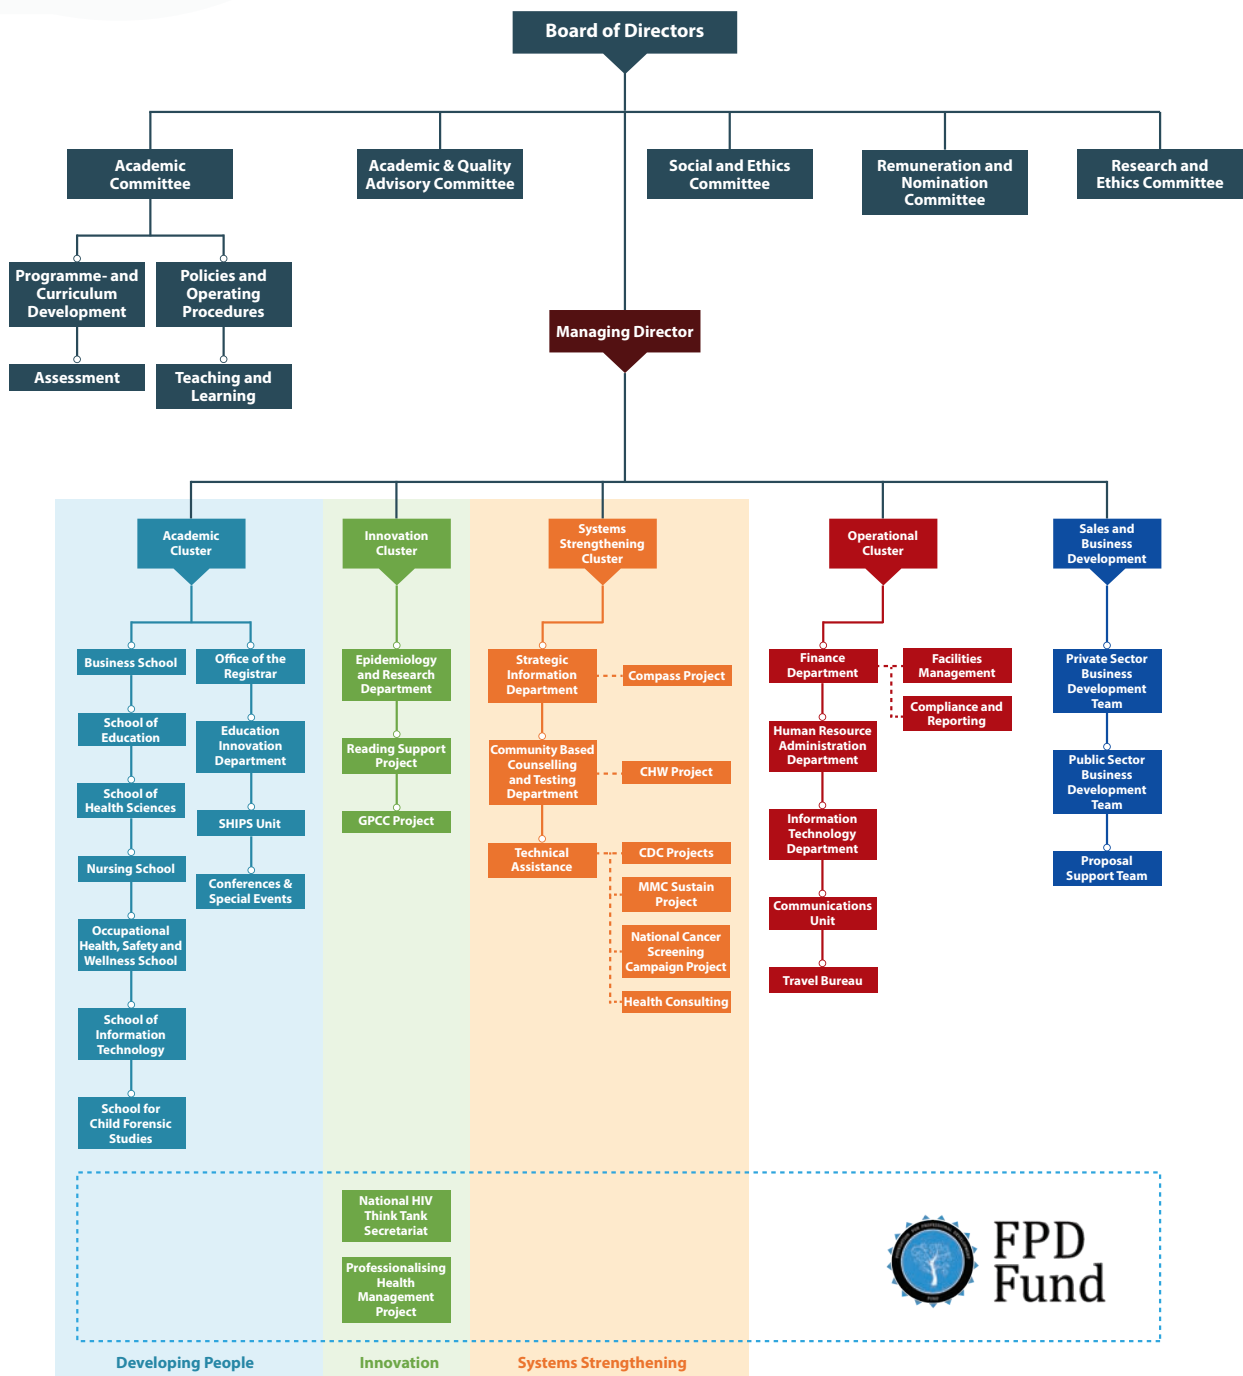 Board of Directors
Academic
Committee
Academic & Quality
Advisory Committee
Social and Ethics
Committee
Remuneration and
Nomination
Committee
Research and
Ethics Committee
Programme- and
Curriculum
Development
Policies and
Operating
Procedures
Assessment
Teaching and
Learning
Managing Director
Academic
Cluster
Innovation
Cluster
Systems
Strengthening
Cluster
Operational
Cluster
Sales and
Business
Development
Business School
School of
Education
School of
Health Sciences
Nursing School
Occupational
Health, Safety and
Wellness School
School of
Information
Technology
School for
Child Forensic
Studies
Office of the
Registrar
Education
Innovation
Department
SHIPS Unit
Conferences &
Special Events
Epidemiology
and Research
Department
Reading Support
Project
GPCC Project
Strategic
Information
Department
Compass Project
Community Based
Counselling
and Testing
Department
CHW Project
Technical
Assistance
CDC Projects
MMC Sustain
Project
National Cancer
Screening
Campaign Project
Health Consulting
Finance
Department
Facilities
Management
Compliance and
Reporting
Human Resource
Administration
Department
Information
Technology
Department
Communications
Unit
Travel Bureau
Private Sector
Business
Development
Team
Public Sector
Business
Development
Team
Proposal
Support Team
National HIV
Think Tank
Secretariat
Professionalising
Health
Management
Project
FPD
Fund
Developing People
Innovation
Systems Strengthening